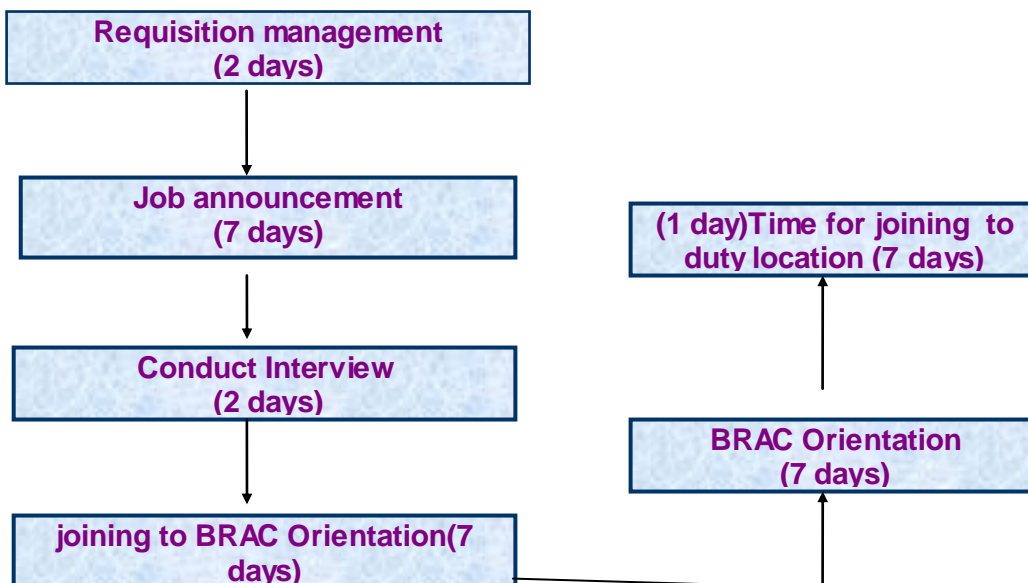 Requisition management
(2 days)
Job announcement
(7 days)
Conduct Interview
(2 days)
joining to BRAC Orientation(7
days)
BRAC Orientation
(7 days)
(1 day)Time for joining to
duty location (7 days)